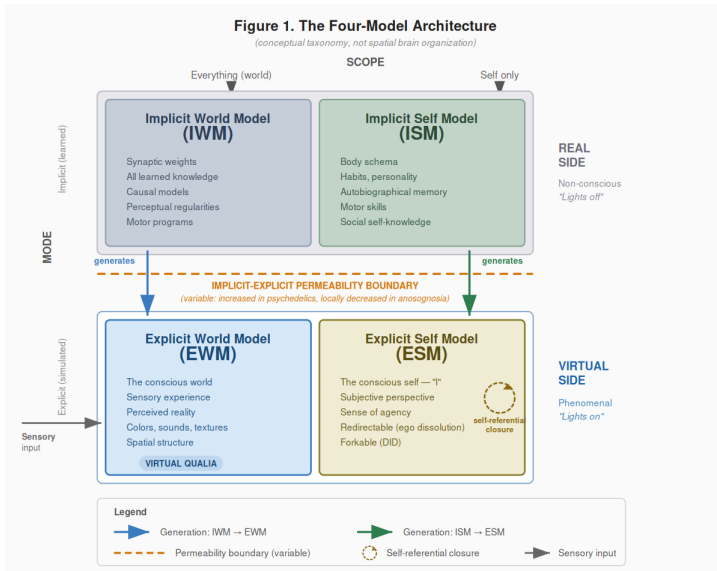 Figure 1. The Four-Model Architecture
(conceptual taxonomy, not spatial brain organization)
SCOPE
Everything (world)
Self only
MODE
Implicit (learned)
Implicit World Model
(IWM)
Synaptic weights
All learned knowledge
Causal models
Perceptual regularities
Motor programs
Implicit Self Model
(ISM)
Body schema
Habits, personality
Autobiographical memory
Motor skills
Social self-knowledge
REAL
SIDE
Non-conscious
"Lights off"
generates
generates
IMPLICIT-EXPLICIT PERMEABILITY BOUNDARY
(variable: increased in psychedelics, locally decreased in anosognosia)
Explicit (simulated)
Explicit World Model
(EWM)
The conscious world
Sensory experience
Perceived reality
Colors, sounds, textures
Spatial structure
VIRTUAL QUALIA
Explicit Self Model
(ESM)
The conscious self — "I"
Subjective perspective
Sense of agency
Redirectable (ego dissolution)
Forkable (DID)
self-referential
closure
VIRTUAL
SIDE
Phenomenal
"Lights on"
Sensory
input
Legend
Generation: IWM → EWM
Generation: ISM → ESM
Permeability boundary (variable)
Self-referential closure
Sensory input